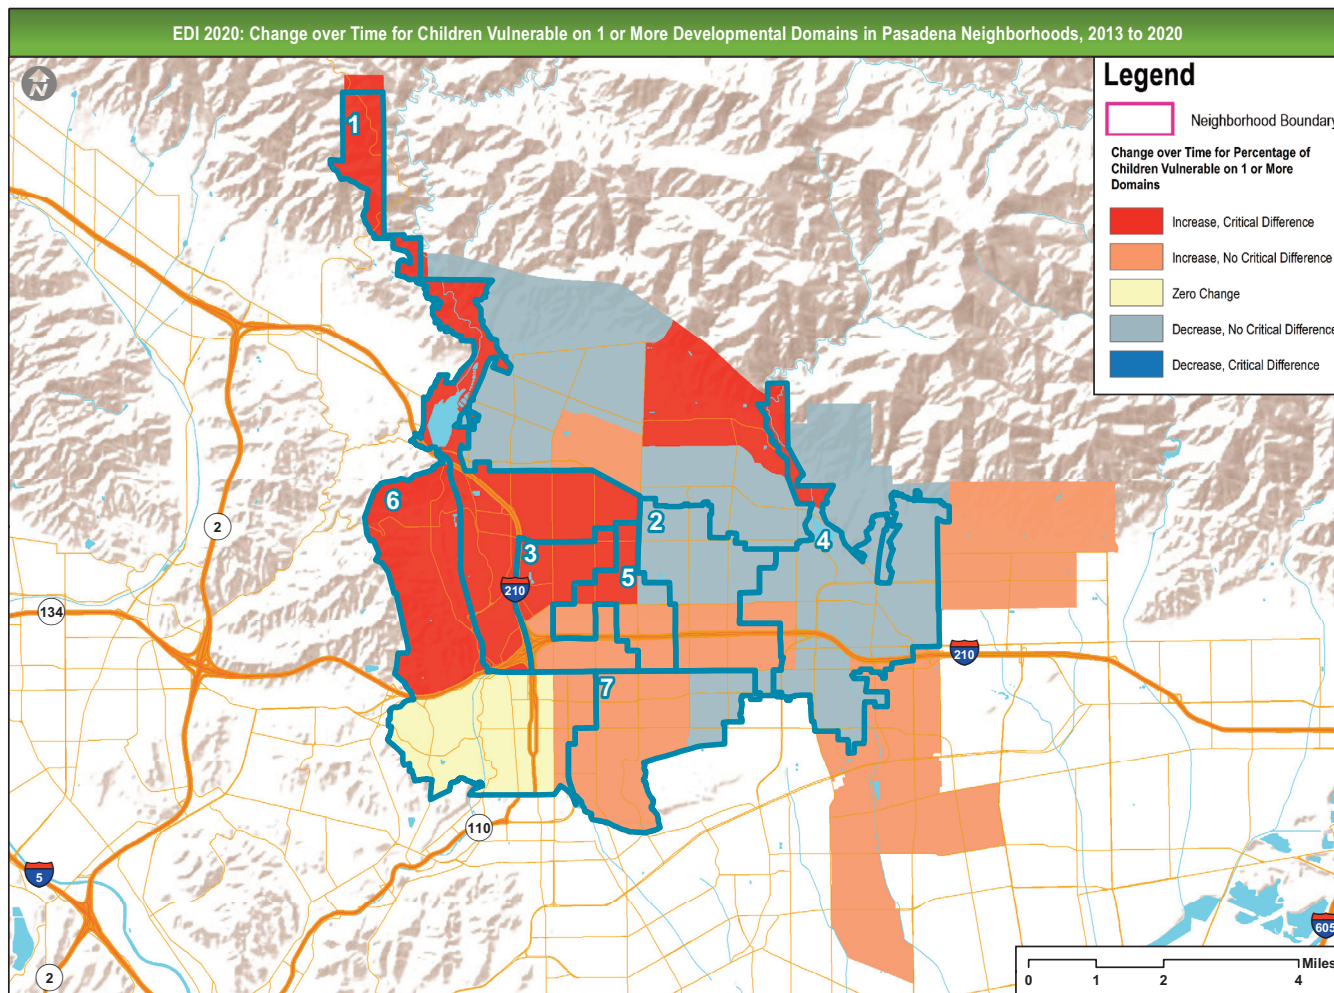 EDI 2020: Change over Time for Children Vulnerable on 1 or More Developmental Domains in Pasadena Neighborhoods, 2013 to 2020
N
Legend
Neighborhood Boundary
Change over Time for Percentage of
Children Vulnerable on 1 or More
Domains
Increase, Critical Difference
Increase, No Critical Difference
Zero Change
Decrease, No Critical Difference
Decrease, Critical Difference
1
6
2
2
3
4
5
210
134
210
7
110
5
605
2
Miles
0 1 2 4